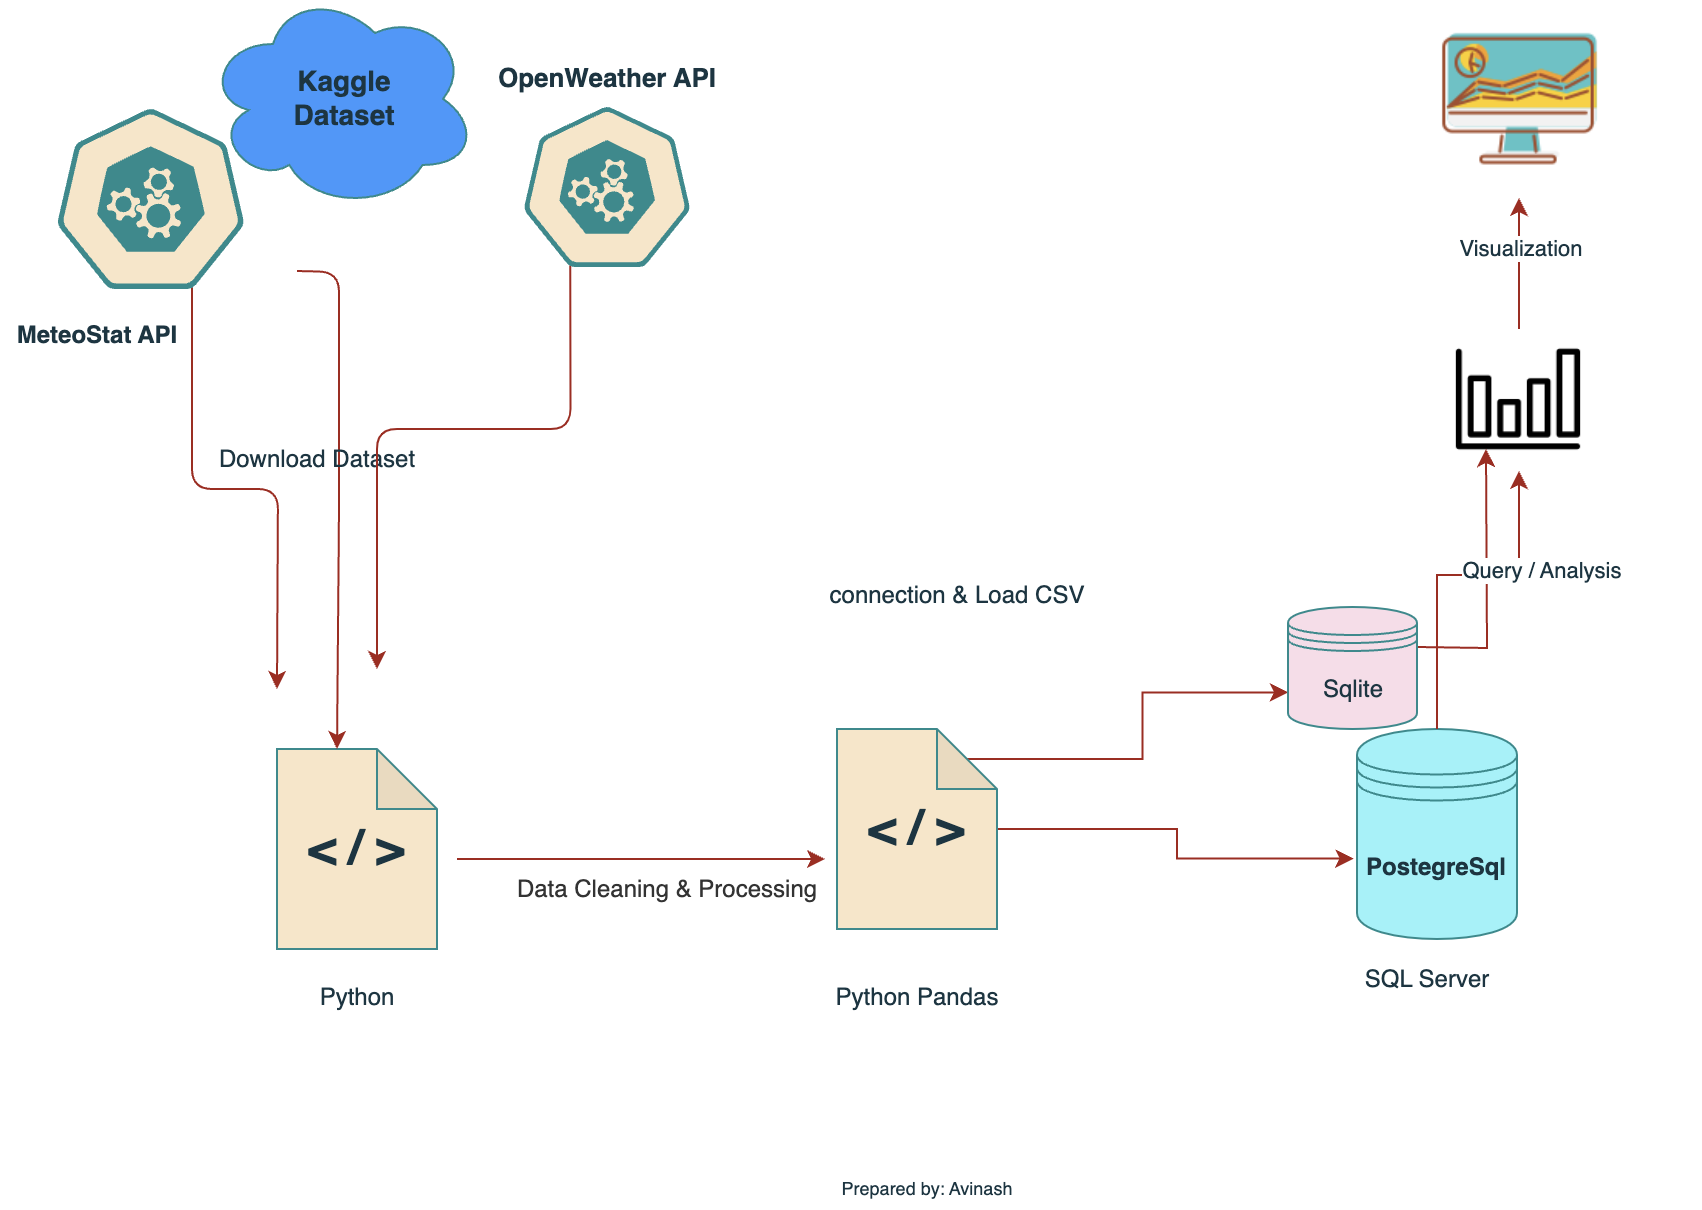 Kaggle
Dataset
OpenWeather API
MeteoStat API
Visualization
Download Dataset
Query / Analysis
connection & Load CSV
Sqlite
</>
</>
PostegreSql
Data Cleaning & Processing
SQL Server
Python
Python Pandas
Prepared by: Avinash